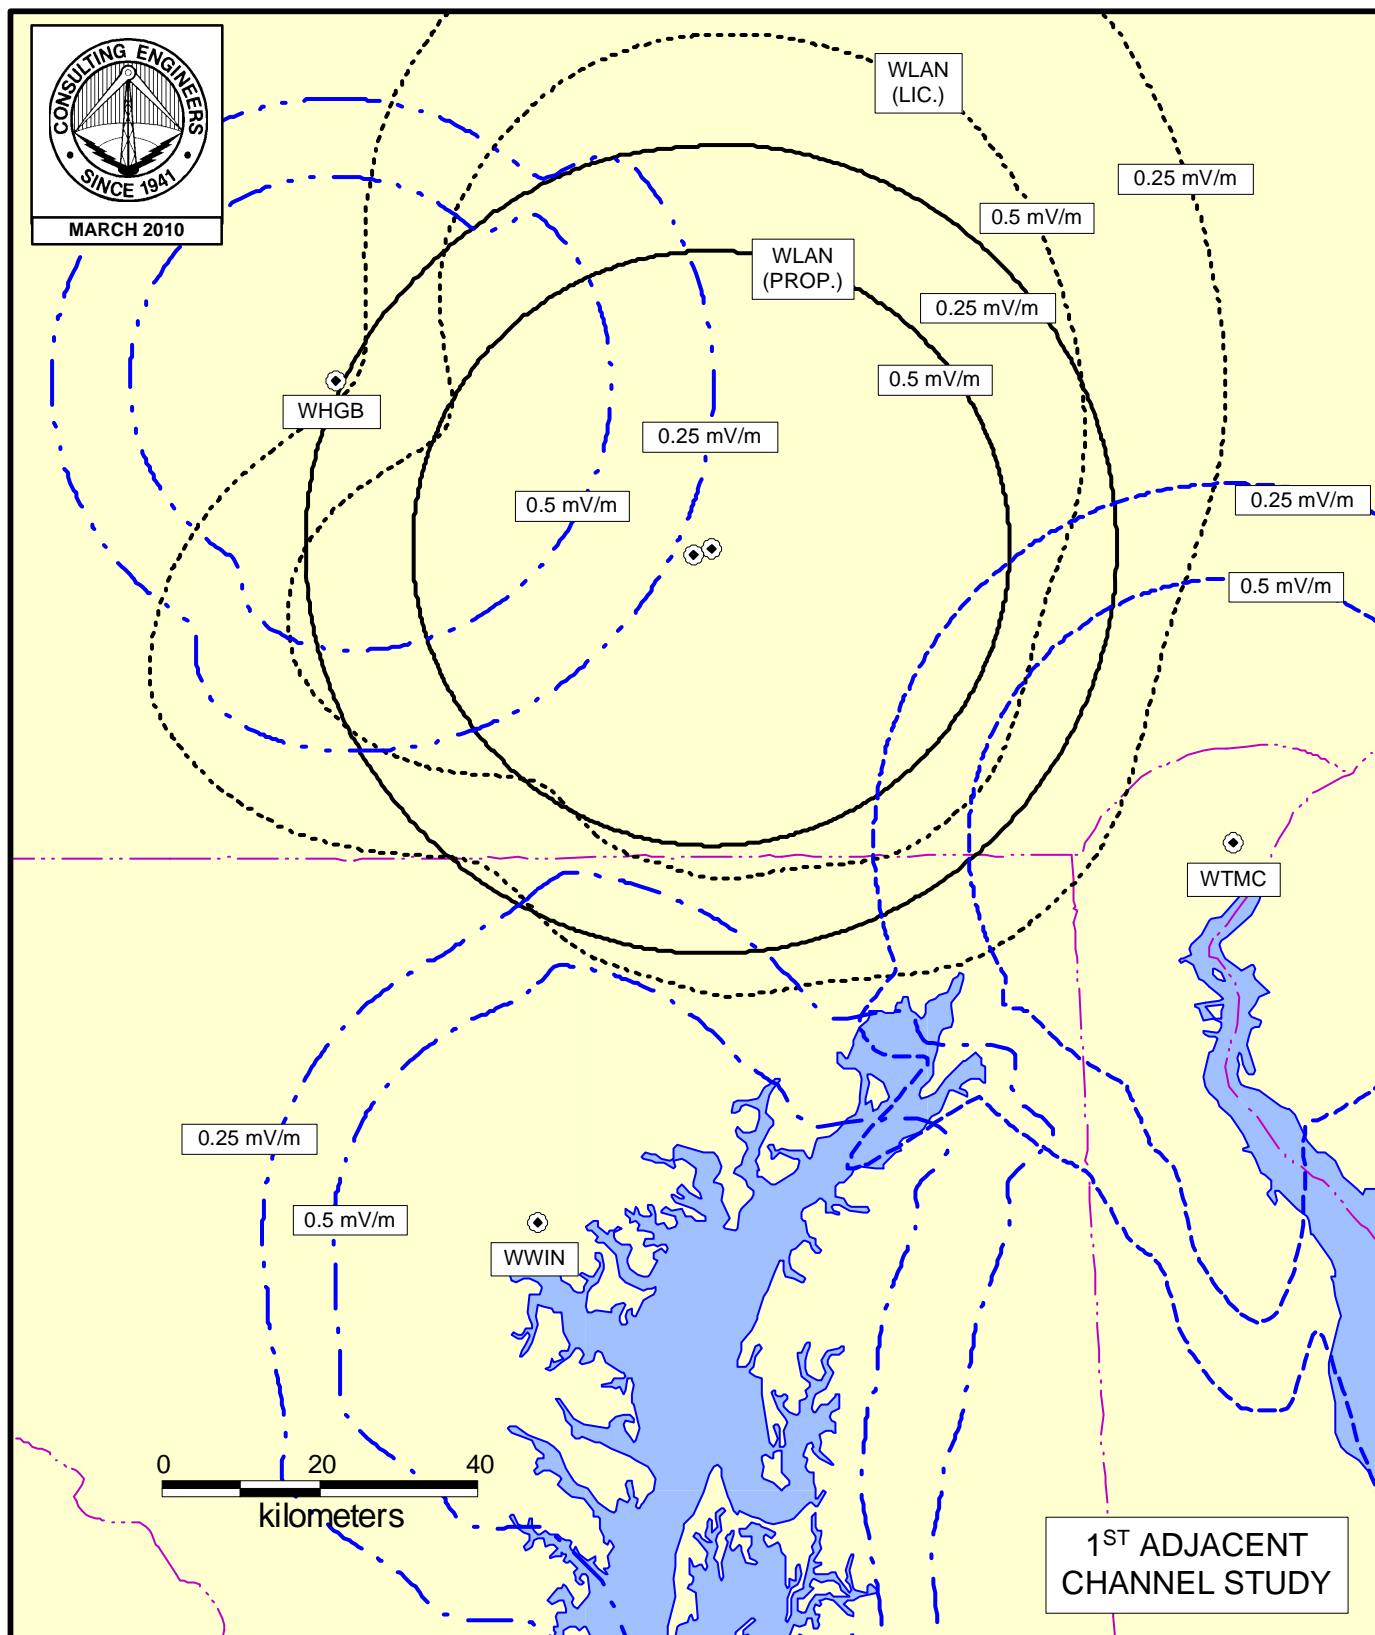 CONSULTING ENGINEERS
SINCE 1941
MARCH 2010
WLAN
(LIC.)
0.25 mV/m
0.5 mV/m
WLAN
(PROP.)
0.25 mV/m
0.5 mV/m
WHGB
0.25 mV/m
0.5 mV/m
0.25 mV/m
0.5 mV/m
WTMC
0.25 mV/m
0.5 mV/m
WWIN
0 20 40
kilometers
1ST ADJACENT
CHANNEL STUDY